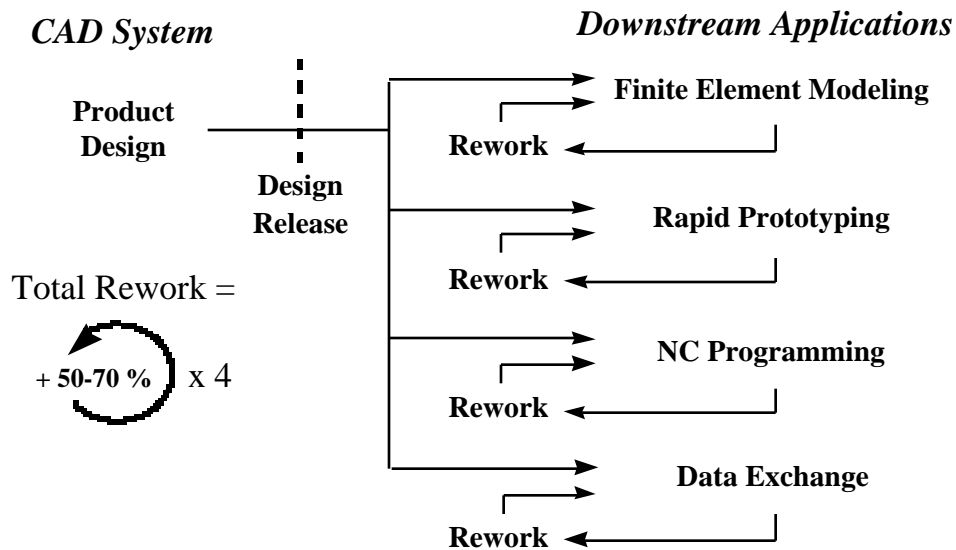 CAD System
Downstream Applications
Product
Design
Design
Release
Finite Element Modeling
Rework
Rapid Prototyping
Rework
Total Rework =
+ 50-70 %
x 4
NC Programming
Rework
Data Exchange
Rework